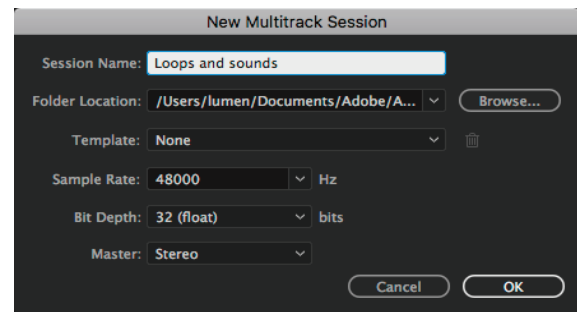 New Multitrack Session
Session Name: Loops and sounds
Folder Location: /Users/lumen/Documents/Adobe/A... Browse...
Template: None
Sample Rate: 48000 Hz
Bit Depth: 32 (float) bits
Master: Stereo
Cancel OK